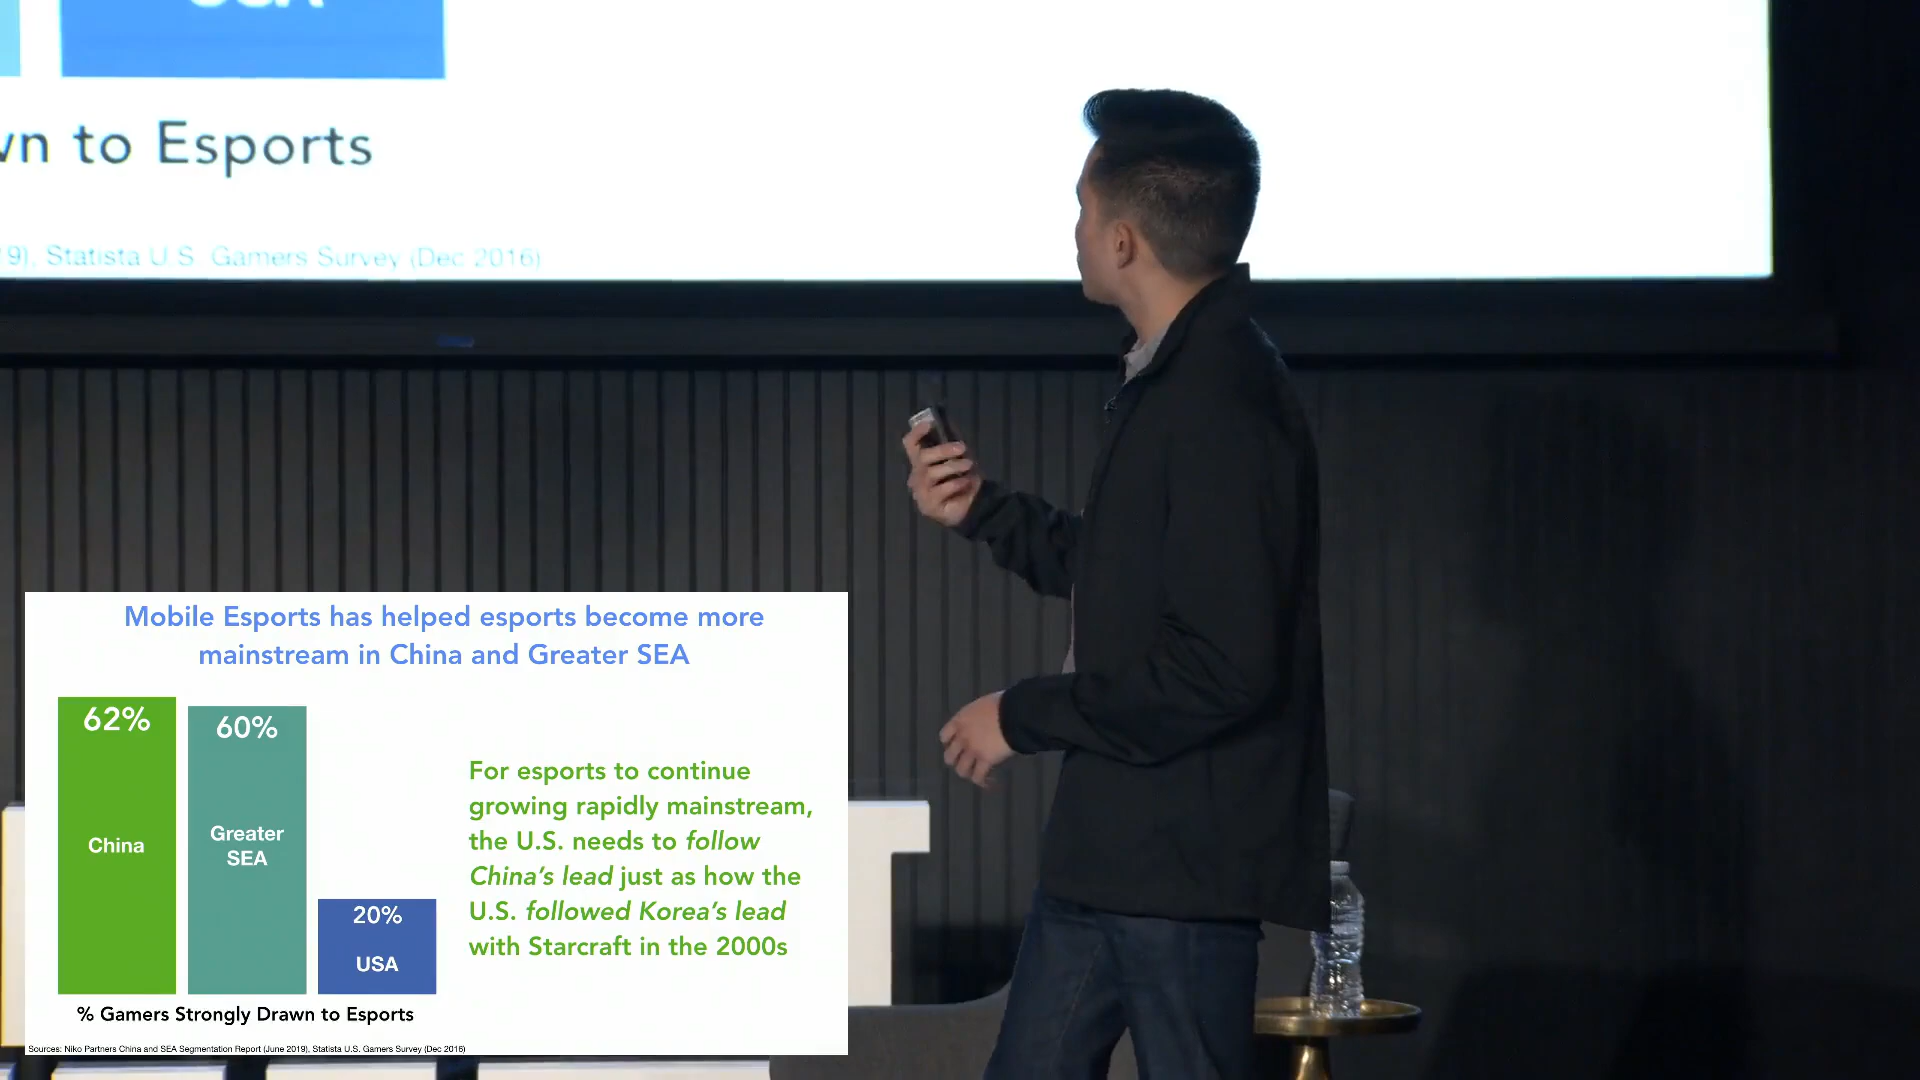 USA
to Esports
Statista U.S. Gamers Survey (Dec 2016)
Mobile Esports has helped esports become more
mainstream in China and Greater SEA
62%
60%
20%
China
Greater
SEA
USA
% Gamers Strongly Drawn to Esports
For esports to continue
growing rapidly mainstream,
the U.S. needs to follow
China's lead just as how the
U.S. followed Korea's lead
with Starcraft in the 2000s
Sources: Niko Partners China and SEA Segmentation Report (June 2019), Statista U.S. Gamers Survey (Dec 2016)